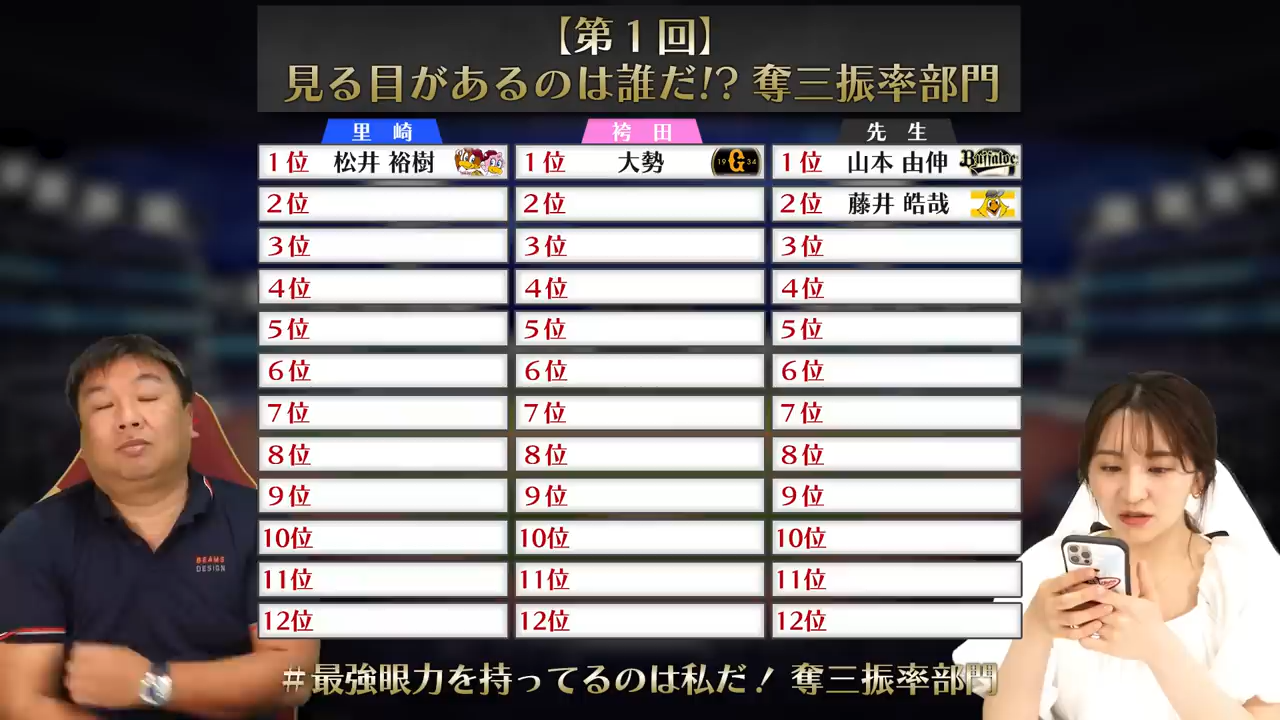 【第1回】
見る目があるのは誰だ!? 奪三振率部門
里崎 袴田 先生
1位 松井 裕樹 1位 大勢 19 G 34 1位 山本 由伸 Buffaloes
2位 2位 2位 藤井 皓哉
3位 3位 3位
4位 4位 4位
5位 5位 5位
6位 6位 6位
7位 7位 7位
8位 8位 8位
9位 9位 9位
10位 10位 10位
11位 11位 11位
12位 12位 12位
BEAMS
DESIGN
#最強眼力を持ってるのは私だ! 奪三振率部門